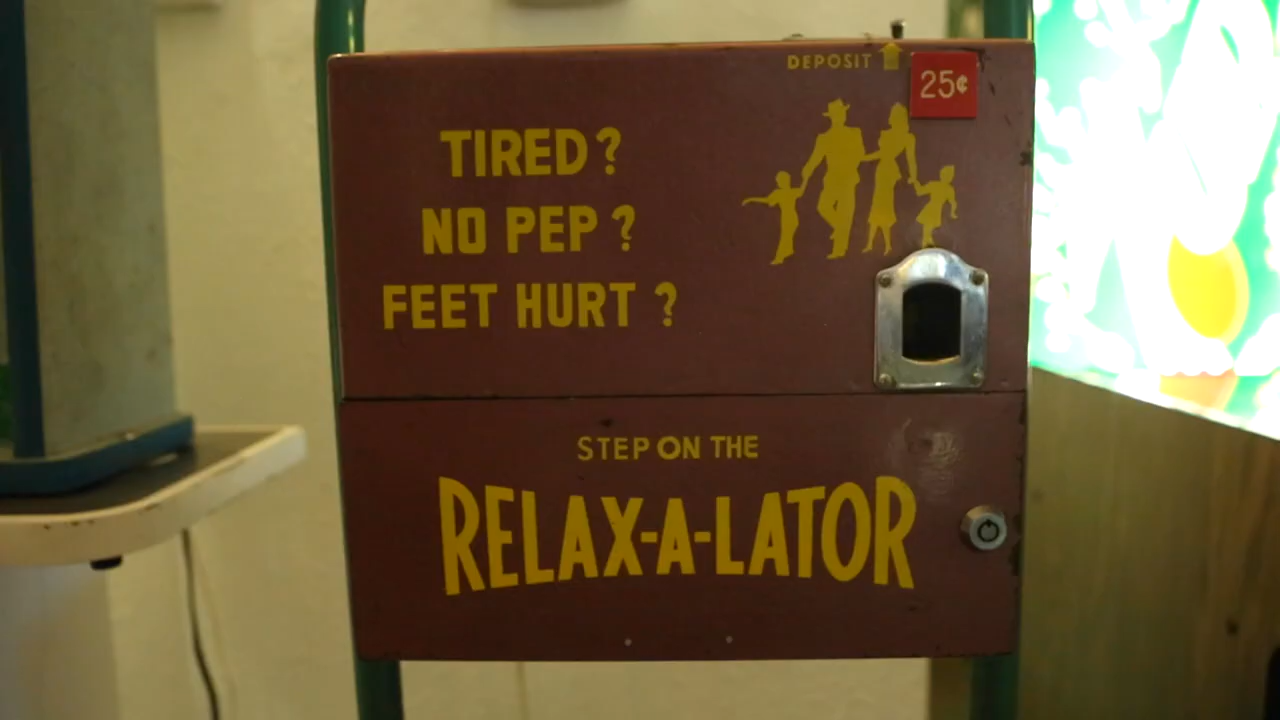 DEPOSIT
25¢
TIRED?
NO PEP?
FEET HURT?
STEP ON THE
RELAX-A-LATOR